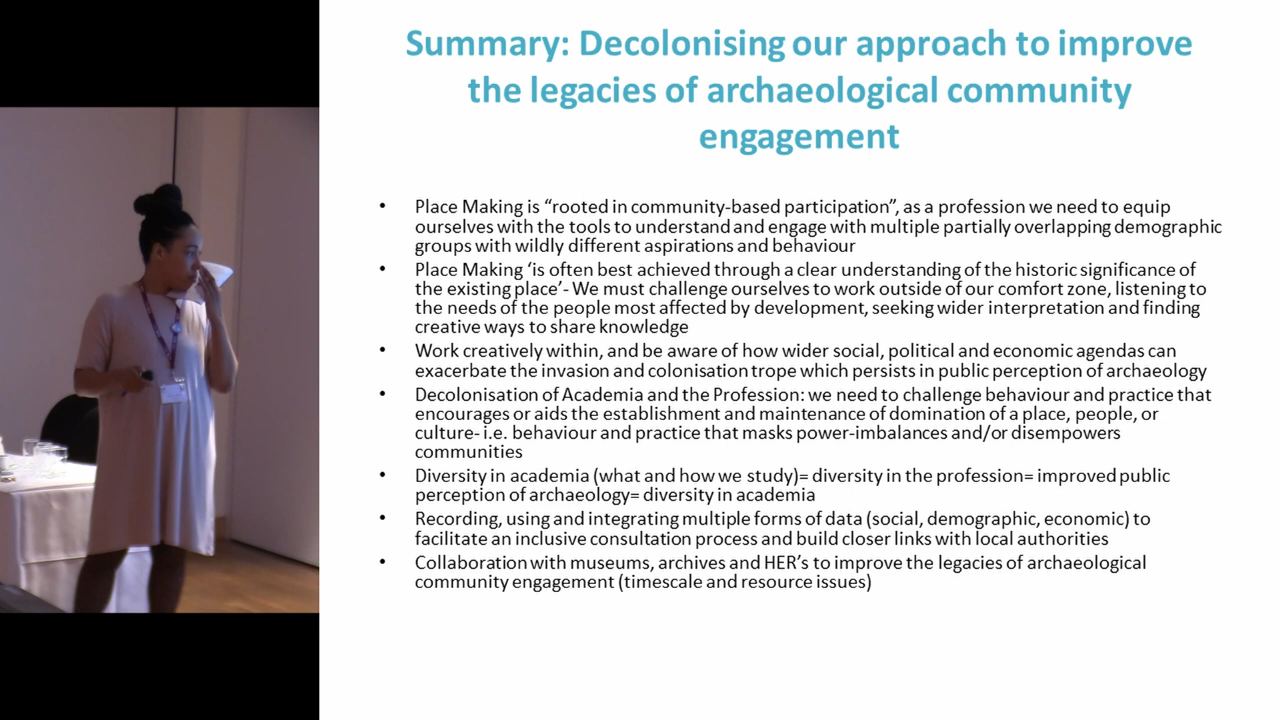 Summary: Decolonising our approach to improve
the legacies of archaeological community
engagement
• Place Making is “rooted in community-based participation”, as a profession we need to equip
ourselves with the tools to understand and engage with multiple partially overlapping demographic
groups with wildly different aspirations and behaviour
• Place Making ‘is often best achieved through a clear understanding of the historic significance of
the existing place’- We must challenge ourselves to work outside of our comfort zone, listening to
the needs of the people most affected by development, seeking wider interpretation and finding
creative ways to share knowledge
• Work creatively within, and be aware of how wider social, political and economic agendas can
exacerbate the invasion and colonisation trope which persists in public perception of archaeology
• Decolonisation of Academia and the Profession: we need to challenge behaviour and practice that
encourages or aids the establishment and maintenance of domination of a place, people, or
culture- i.e. behaviour and practice that masks power-imbalances and/or disempowers
communities
• Diversity in academia (what and how we study)= diversity in the profession= improved public
perception of archaeology= diversity in academia
• Recording, using and integrating multiple forms of data (social, demographic, economic) to
facilitate an inclusive consultation process and build closer links with local authorities
• Collaboration with museums, archives and HER’s to improve the legacies of archaeological
community engagement (timescale and resource issues)